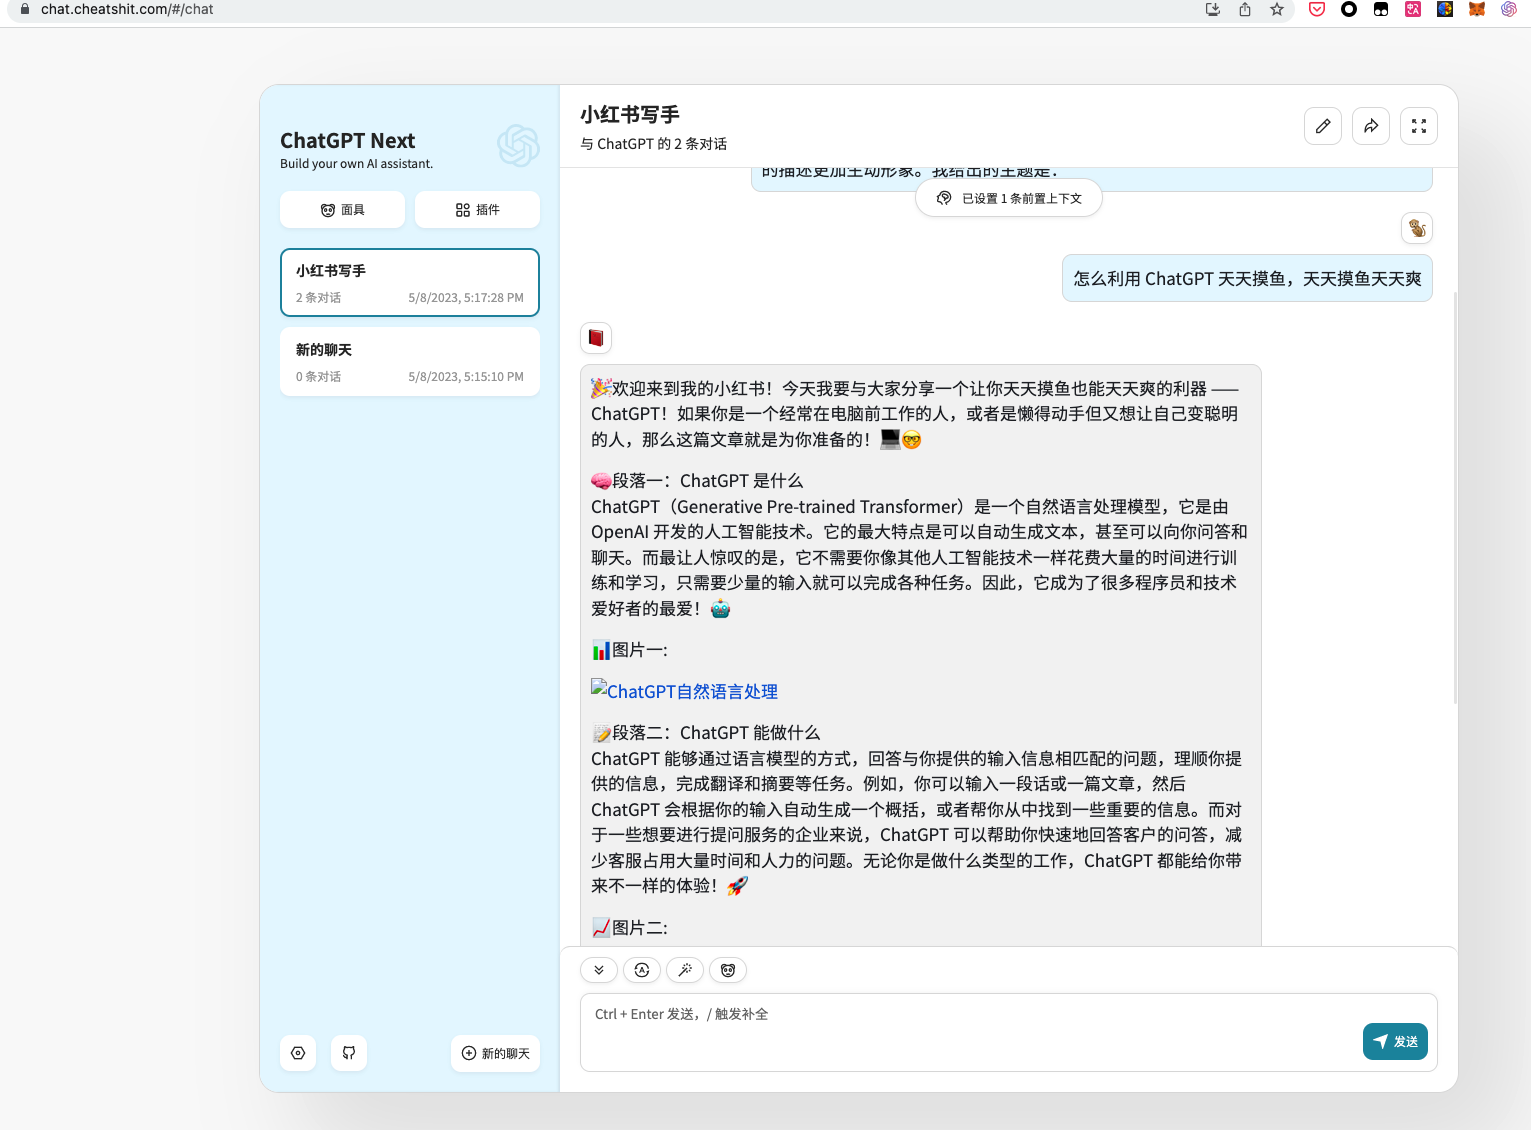 chat.cheatshit.com/#/chat
ChatGPT Next
Build your own AI assistant.
面具
插件
小红书写手
2 条对话
5/8/2023, 5:17:28 PM
新的聊天
0 条对话
5/8/2023, 5:15:10 PM
新的聊天
小红书写手
与 ChatGPT 的 2 条对话
的描述更加生动形象。我给出的主题是：
已设置 1 条前置上下文
怎么利用 ChatGPT 天天摸鱼，天天摸鱼天天爽
🎉欢迎来到我的小红书！今天我要与大家分享一个让你天天摸鱼也能天天爽的利器 ——
ChatGPT！如果你是一个经常在电脑前工作的人，或者是懒得动手但又想让自己变聪明
的人，那么这篇文章就是为你准备的！💻🤓
🧠段落一：ChatGPT 是什么
ChatGPT（Generative Pre-trained Transformer）是一个自然语言处理模型，它是由
OpenAI 开发的人工智能技术。它的最大特点是可以自动生成文本，甚至可以向你问答和
聊天。而最让人惊叹的是，它不需要你像其他人工智能技术一样花费大量的时间进行训
练和学习，只需要少量的输入就可以完成各种任务。因此，它成为了很多程序员和技术
爱好者的最爱！🤖
📊图片一:
ChatGPT自然语言处理
📝段落二：ChatGPT 能做什么
ChatGPT 能够通过语言模型的方式，回答与你提供的输入信息相匹配的问题，理顺你提
供的信息，完成翻译和摘要等任务。例如，你可以输入一段话或一篇文章，然后
ChatGPT 会根据你的输入自动生成一个概括，或者帮你从中找到一些重要的信息。而对
于一些想要进行提问服务的企业来说，ChatGPT 可以帮助你快速地回答客户的问答，减
少客服占用大量时间和人力的问题。无论你是做什么类型的工作，ChatGPT 都能给你带
来不一样的体验！🚀
📈图片二:
Ctrl + Enter 发送，/ 触发补全
发送